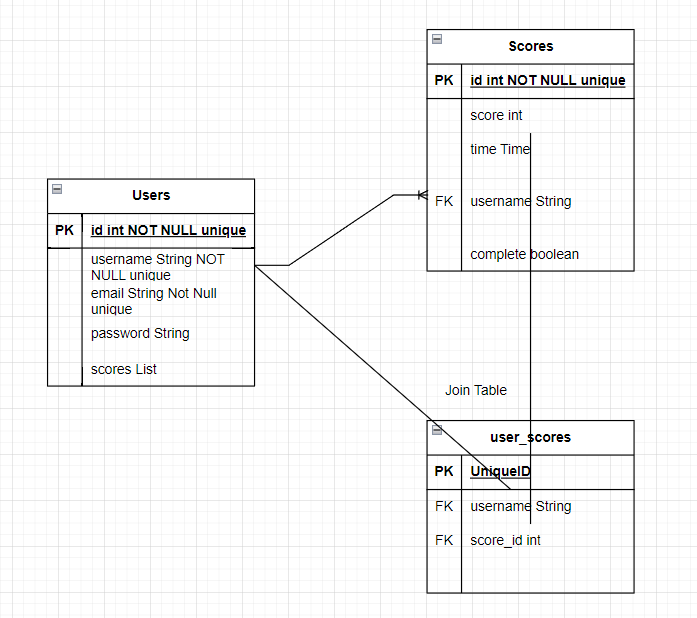 Scores
PK id int NOT NULL unique
score int
time Time
FK username String
complete boolean
Users
PK id int NOT NULL unique
username String NOT
NULL unique
email String Not Null
unique
password String
scores List
Join Table
user_scores
PK UniqueID
FK username String
FK score_id int